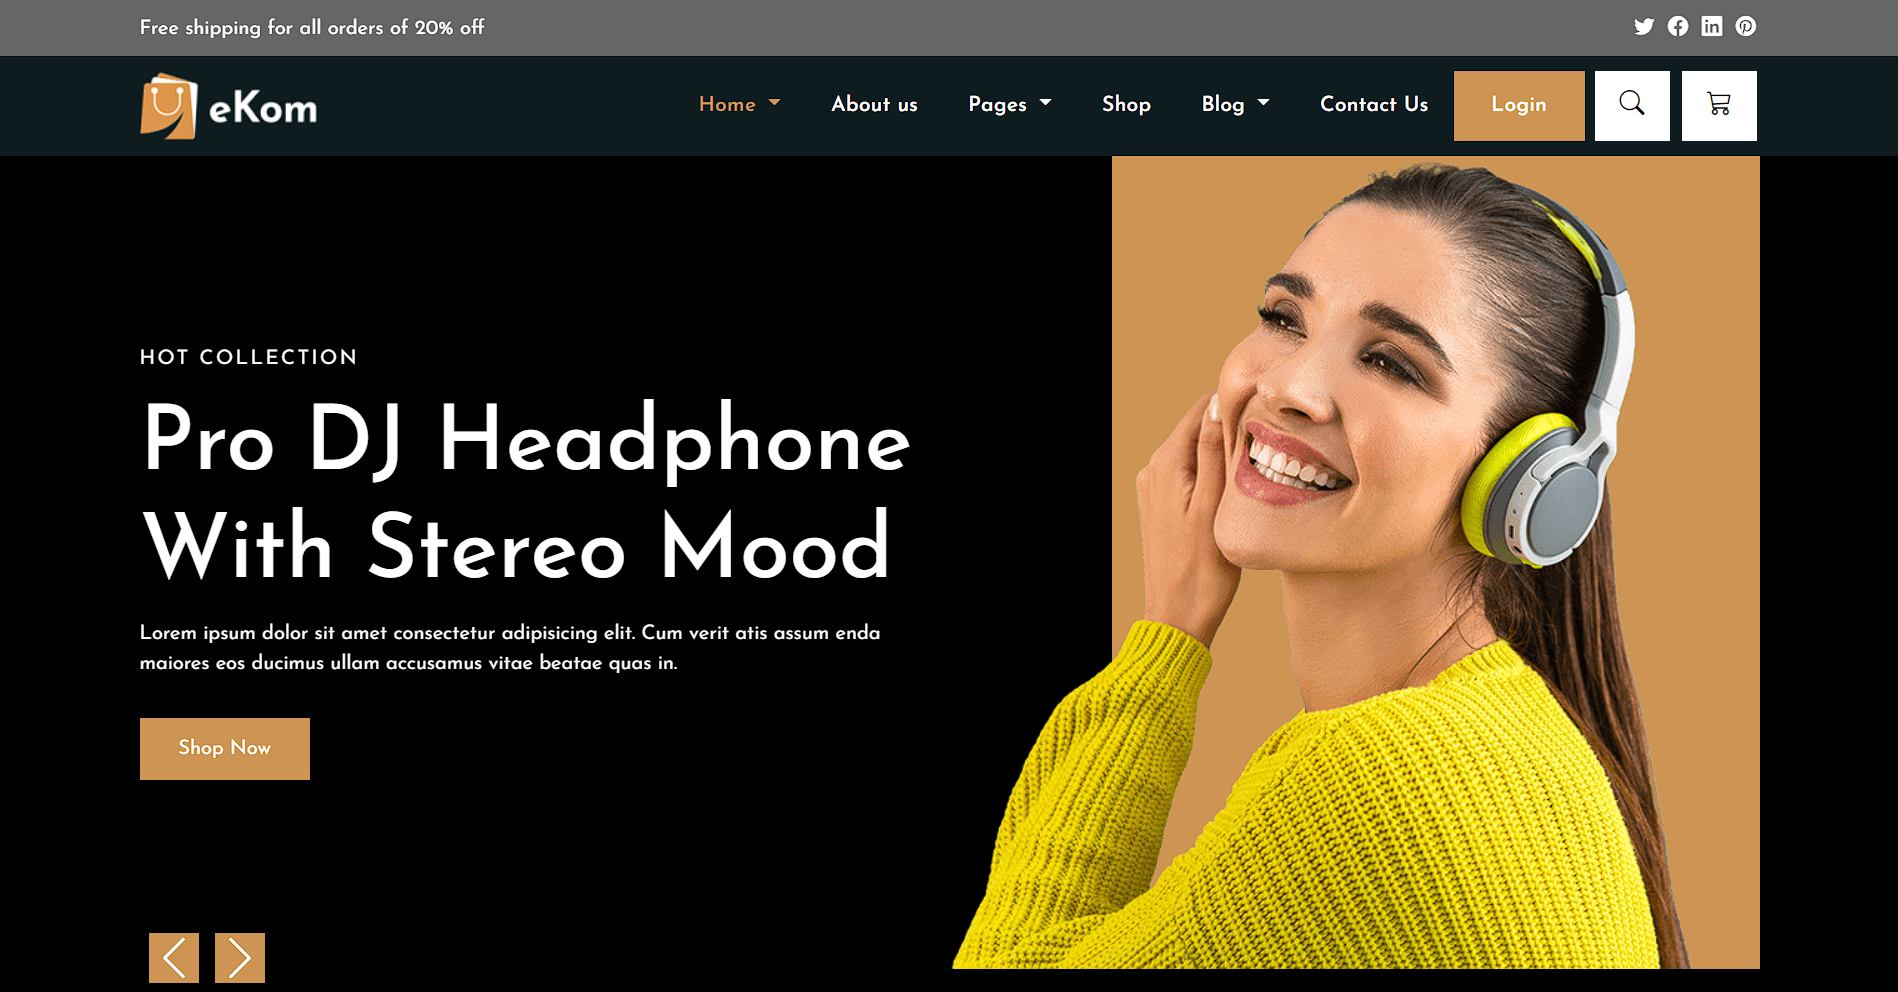 Free shipping for all orders of 20% off
eKom
Home
About us
Pages
Shop
Blog
Contact Us
Login
HOT COLLECTION
Pro DJ Headphone
With Stereo Mood
Lorem ipsum dolor sit amet consectetur adipisicing elit. Cum verit atis assum enda
maiores eos ducimus ullam accusamus vitae beatae quas in.
Shop Now